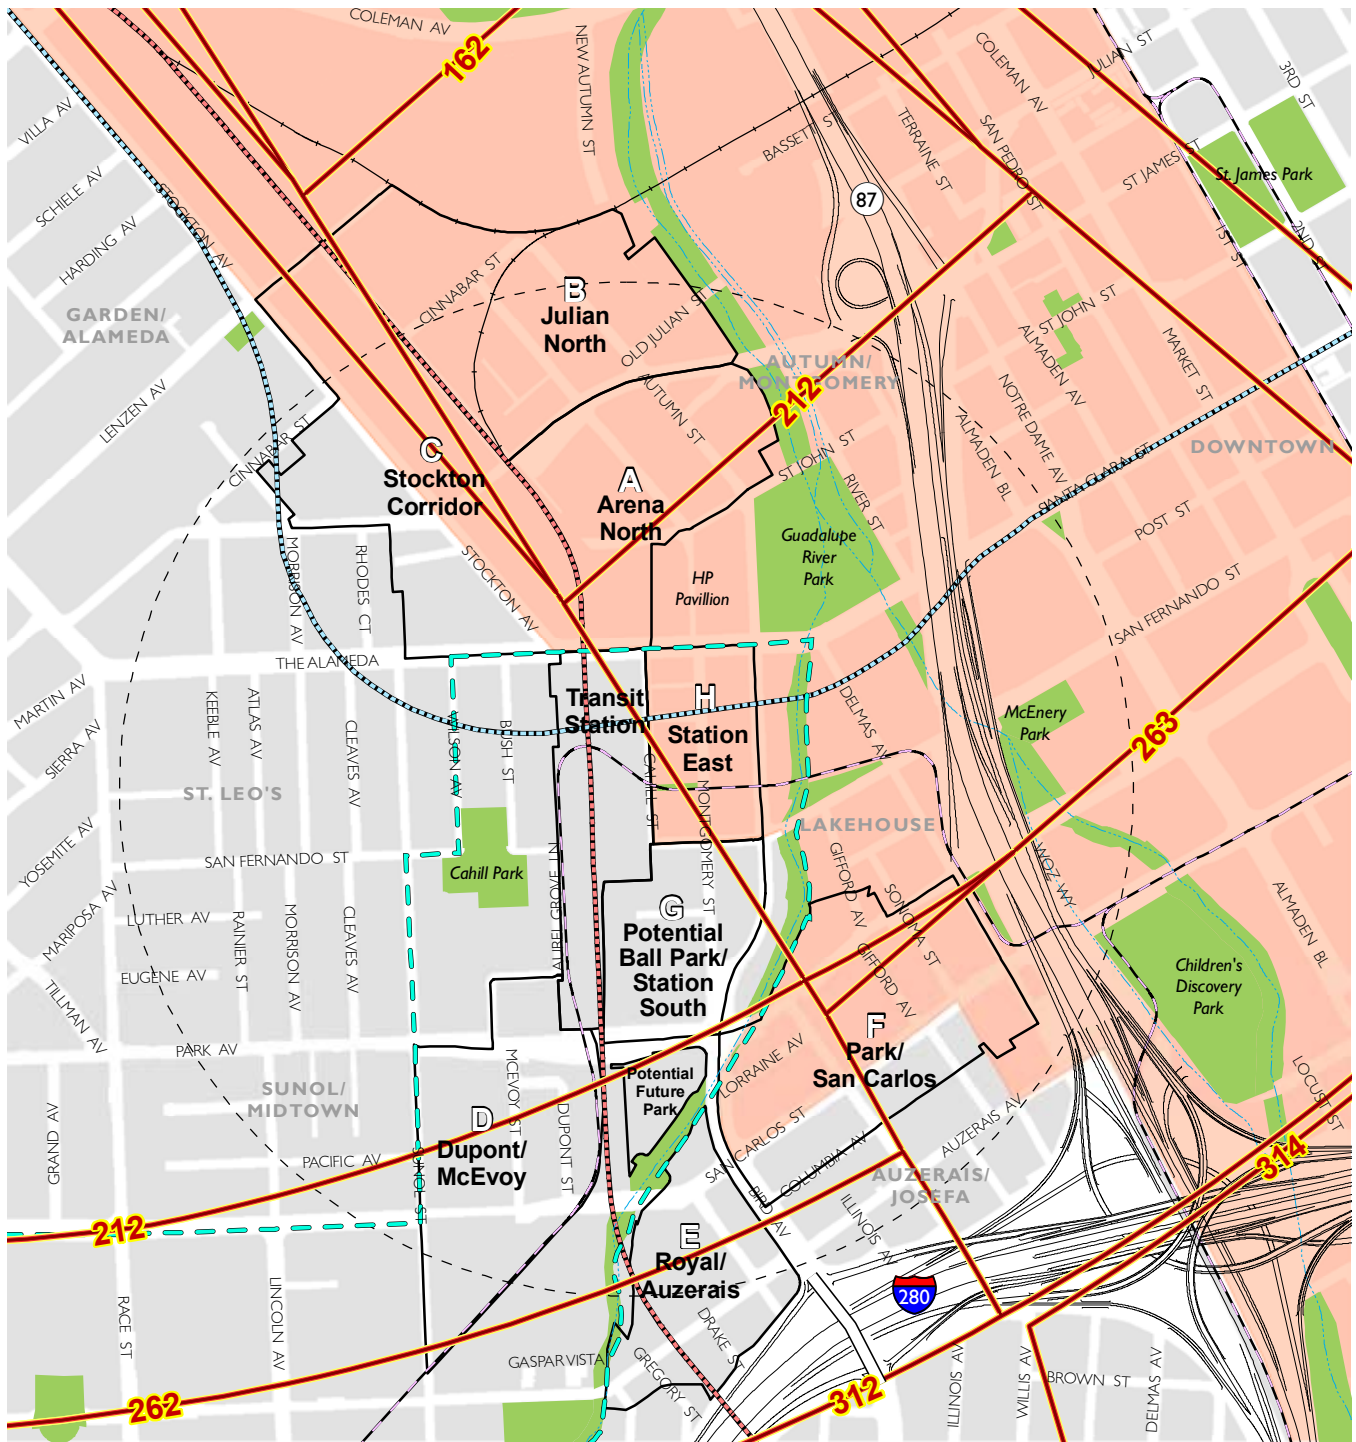 COLEMAN AV
162
NEW AUTUMN ST
COLEMAN AV
JULIAN ST
3RD ST
VILLA AV
BASSETT ST
TERRAINE ST
SAN PEDRO ST
ST JAMES ST
St. James Park
SCHIELE AV
STOCKTON AV
87
2ND
1ST ST
HARDING AV
CINNABAR ST
GARDEN/
ALAMEDA
B
Julian
North
OLD JULIAN ST
ST JOHN ST
ALMADEN AV
MARKET ST
AUTUMN/
MONTGOMERY
212
LENZEN AV
AUTUMN ST
NOTRE DAME AV
ALMADEN BL
DOWNTOWN
CINNABAR ST
C
Stockton
Corridor
A
Arena
North
ST JOHN ST
RIVER ST
SANTA CLARA ST
POST ST
Guadalupe
River
Park
HP
Pavillion
MORRISON AV
RHODES CT
STOCKTON AV
SAN FERNANDO ST
THE ALAMEDA
MARTIN AV
SIERRA AV
KEEBLE AV
ATLAS AV
CLEAVES AV
WILSON AV
BUSH ST
Transit
Station
H
Station
East
DELMAS AV
McEnery
Park
263
CAHILL ST
MONTGOMERY ST
ST. LEO'S
LAKEHOUSE
YOSEMITE AV
SAN FERNANDO ST
Cahill Park
LAUREL GROVE LN
GIFFORD AV
SONOMA ST
WOZ WY
ALMADEN BL
MARIPOSA AV
LUTHER AV
RAINIER ST
MORRISON AV
CLEAVES AV
G
Potential
Ball Park/
Station
South
GIFFORD AV
Children's
Discovery
Park
EUGENE AV
TILLMAN AV
PARK AV
F
Park/
San Carlos
LORRAINE AV
SUNOL/
MIDTOWN
MCEVOY ST
DUPONT ST
Potential
Future
Park
LOCUST ST
GRAND AV
D
Dupont/
McEvoy
SAN CARLOS ST
COLUMBIA AV
AUZERAIS AV
PACIFIC AV
SUNOL ST
BIRD AV
ILLINOIS AV
AUZERAIS/
JOSEFA
314
212
E
Royal/
Auzerais
280
RACE ST
LINCOLN AV
DRAKE ST
GREGORY ST
GASPAR VISTA
262
312
ILLINOIS AV
WILLIS AV
BROWN ST
DELMAS AV